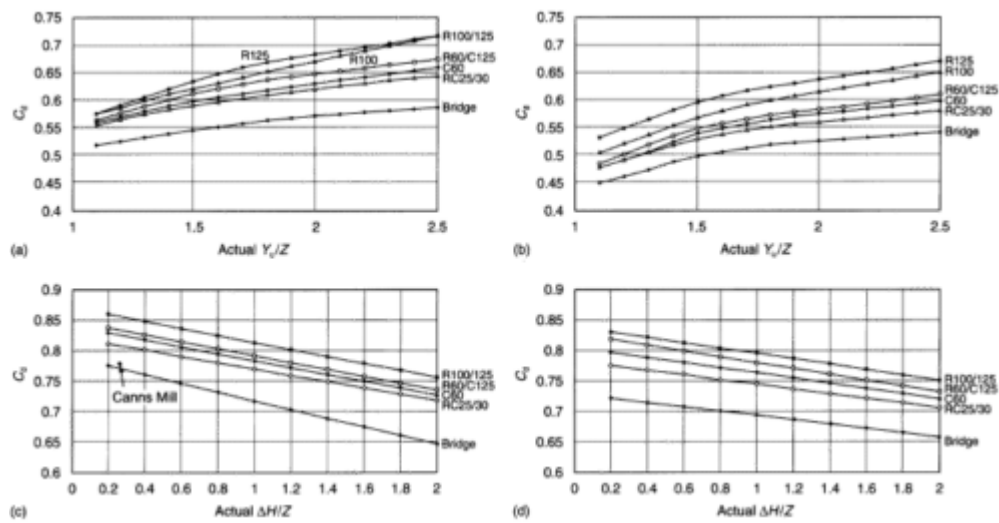 0.75
0.7
0.65
0.6
0.55
0.5
0.45
0.4
C
R125
R100
R100/125
R60/C125
C60
RC25/30
Bridge
1
1.5
2
2.5
(a)
Actual Yu/Z
0.75
0.7
0.65
0.6
0.55
0.5
0.45
0.4
C
R125
R100
R60/C125
C60
RC25/30
Bridge
1
1.5
2
2.5
(b)
Actual Yu/Z
0.9
0.85
0.8
0.75
0.7
0.65
0.6
C
Canns Mill
R100/125
R60/C125
C60
RC25/30
Bridge
0 0.2 0.4 0.6 0.8 1 1.2 1.4 1.6 1.8 2
(c)
Actual ΔH/Z
0.9
0.85
0.8
0.75
0.7
0.65
0.6
C
R100/125
R60/C125
C60
RC25/30
Bridge
0 0.2 0.4 0.6 0.8 1 1.2 1.4 1.6 1.8 2
(d)
Actual ΔH/Z